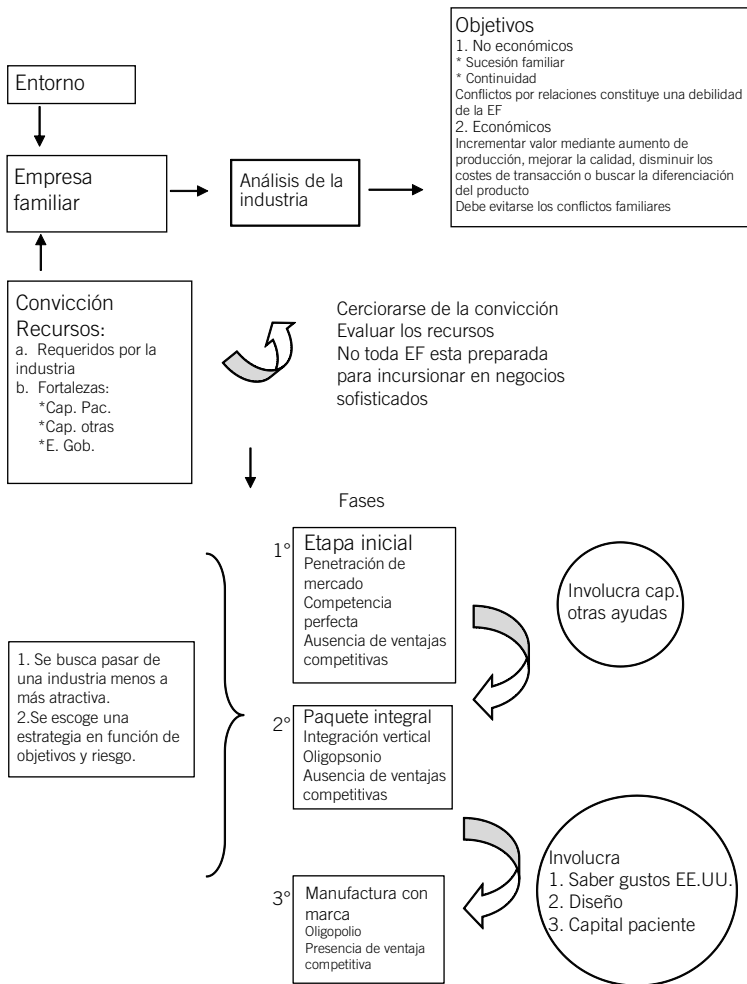 Entorno
Empresa
familiar
Análisis de la
industria
Objetivos
1. No económicos
* Sucesión familiar
* Continuidad
Conflictos por relaciones constituye una debilidad
de la EF
2. Económicos
Incrementar valor mediante aumento de
producción, mejorar la calidad, disminuir los
costes de transacción o buscar la diferenciación
del producto
Debe evitarse los conflictos familiares
Convicción
Recursos:
a. Requeridos por la
industria
b. Fortalezas:
*Cap. Pac.
*Cap. otras
*E. Gob.
Cerciorarse de la convicción
Evaluar los recursos
No toda EF esta preparada
para incursionar en negocios
sofisticados
Fases
1. Se busca pasar de
una industria menos a
más atractiva.
2.Se escoge una
estrategia en función de
objetivos y riesgo.
1°
Etapa inicial
Penetración de
mercado
Competencia
perfecta
Ausencia de ventajas
competitivas
Involucra cap.
otras ayudas
2°
Paquete integral
Integración vertical
Oligopsonio
Ausencia de ventajas
competitivas
3°
Manufactura con
marca
Oligopolio
Presencia de ventaja
competitiva
Involucra
1. Saber gustos EE.UU.
2. Diseño
3. Capital paciente